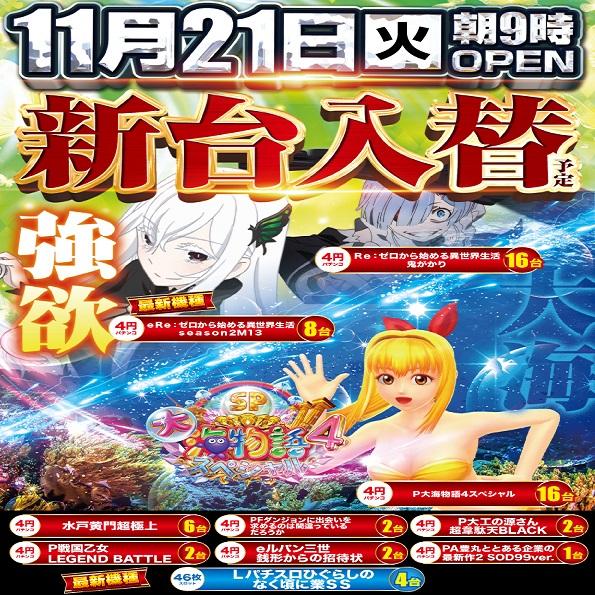 11月21日火 朝9時
OPEN
新台入替予定
強欲
4円パチンコ Re:ゼロから始める異世界生活
鬼がかり 16台
最新機種
4円パチンコ eRe:ゼロから始める異世界生活
season2M13 8台
大海
SP
大海物語4
スペシャル
4円パチンコ P大海物語4スペシャル 16台
4円パチンコ 水戸黄門超極上 6台
4円パチンコ PFダンジョンに出会いを
求めるのは間違っている
だろうか 2台
4円パチンコ P大工の源さん
超韋駄天BLACK 2台
4円パチンコ P戦国乙女
LEGEND BATTLE 2台
4円パチンコ eルパン三世
銭形からの招待状 2台
4円パチンコ PA豊丸ととある企業の
最新作2 SOD99ver. 1台
最新機種
46枚スロット Lパチスロひぐらしの
なく頃に業SS 4台